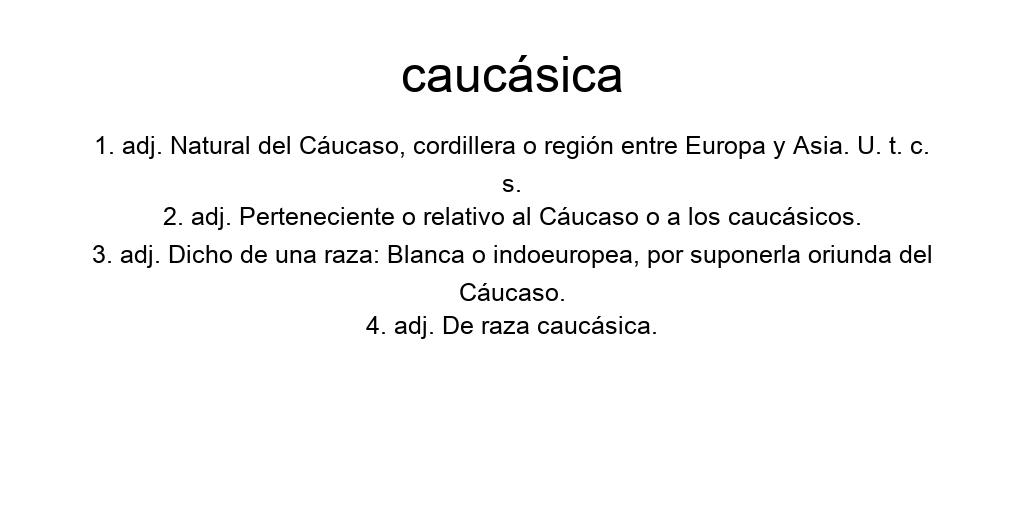 caucásica
1. adj. Natural del Cáucaso, cordillera o región entre Europa y Asia. U. t. c.
s.
2. adj. Perteneciente o relativo al Cáucaso o a los caucásicos.
3. adj. Dicho de una raza: Blanca o indoeuropea, por suponerla oriunda del
Cáucaso.
4. adj. De raza caucásica.